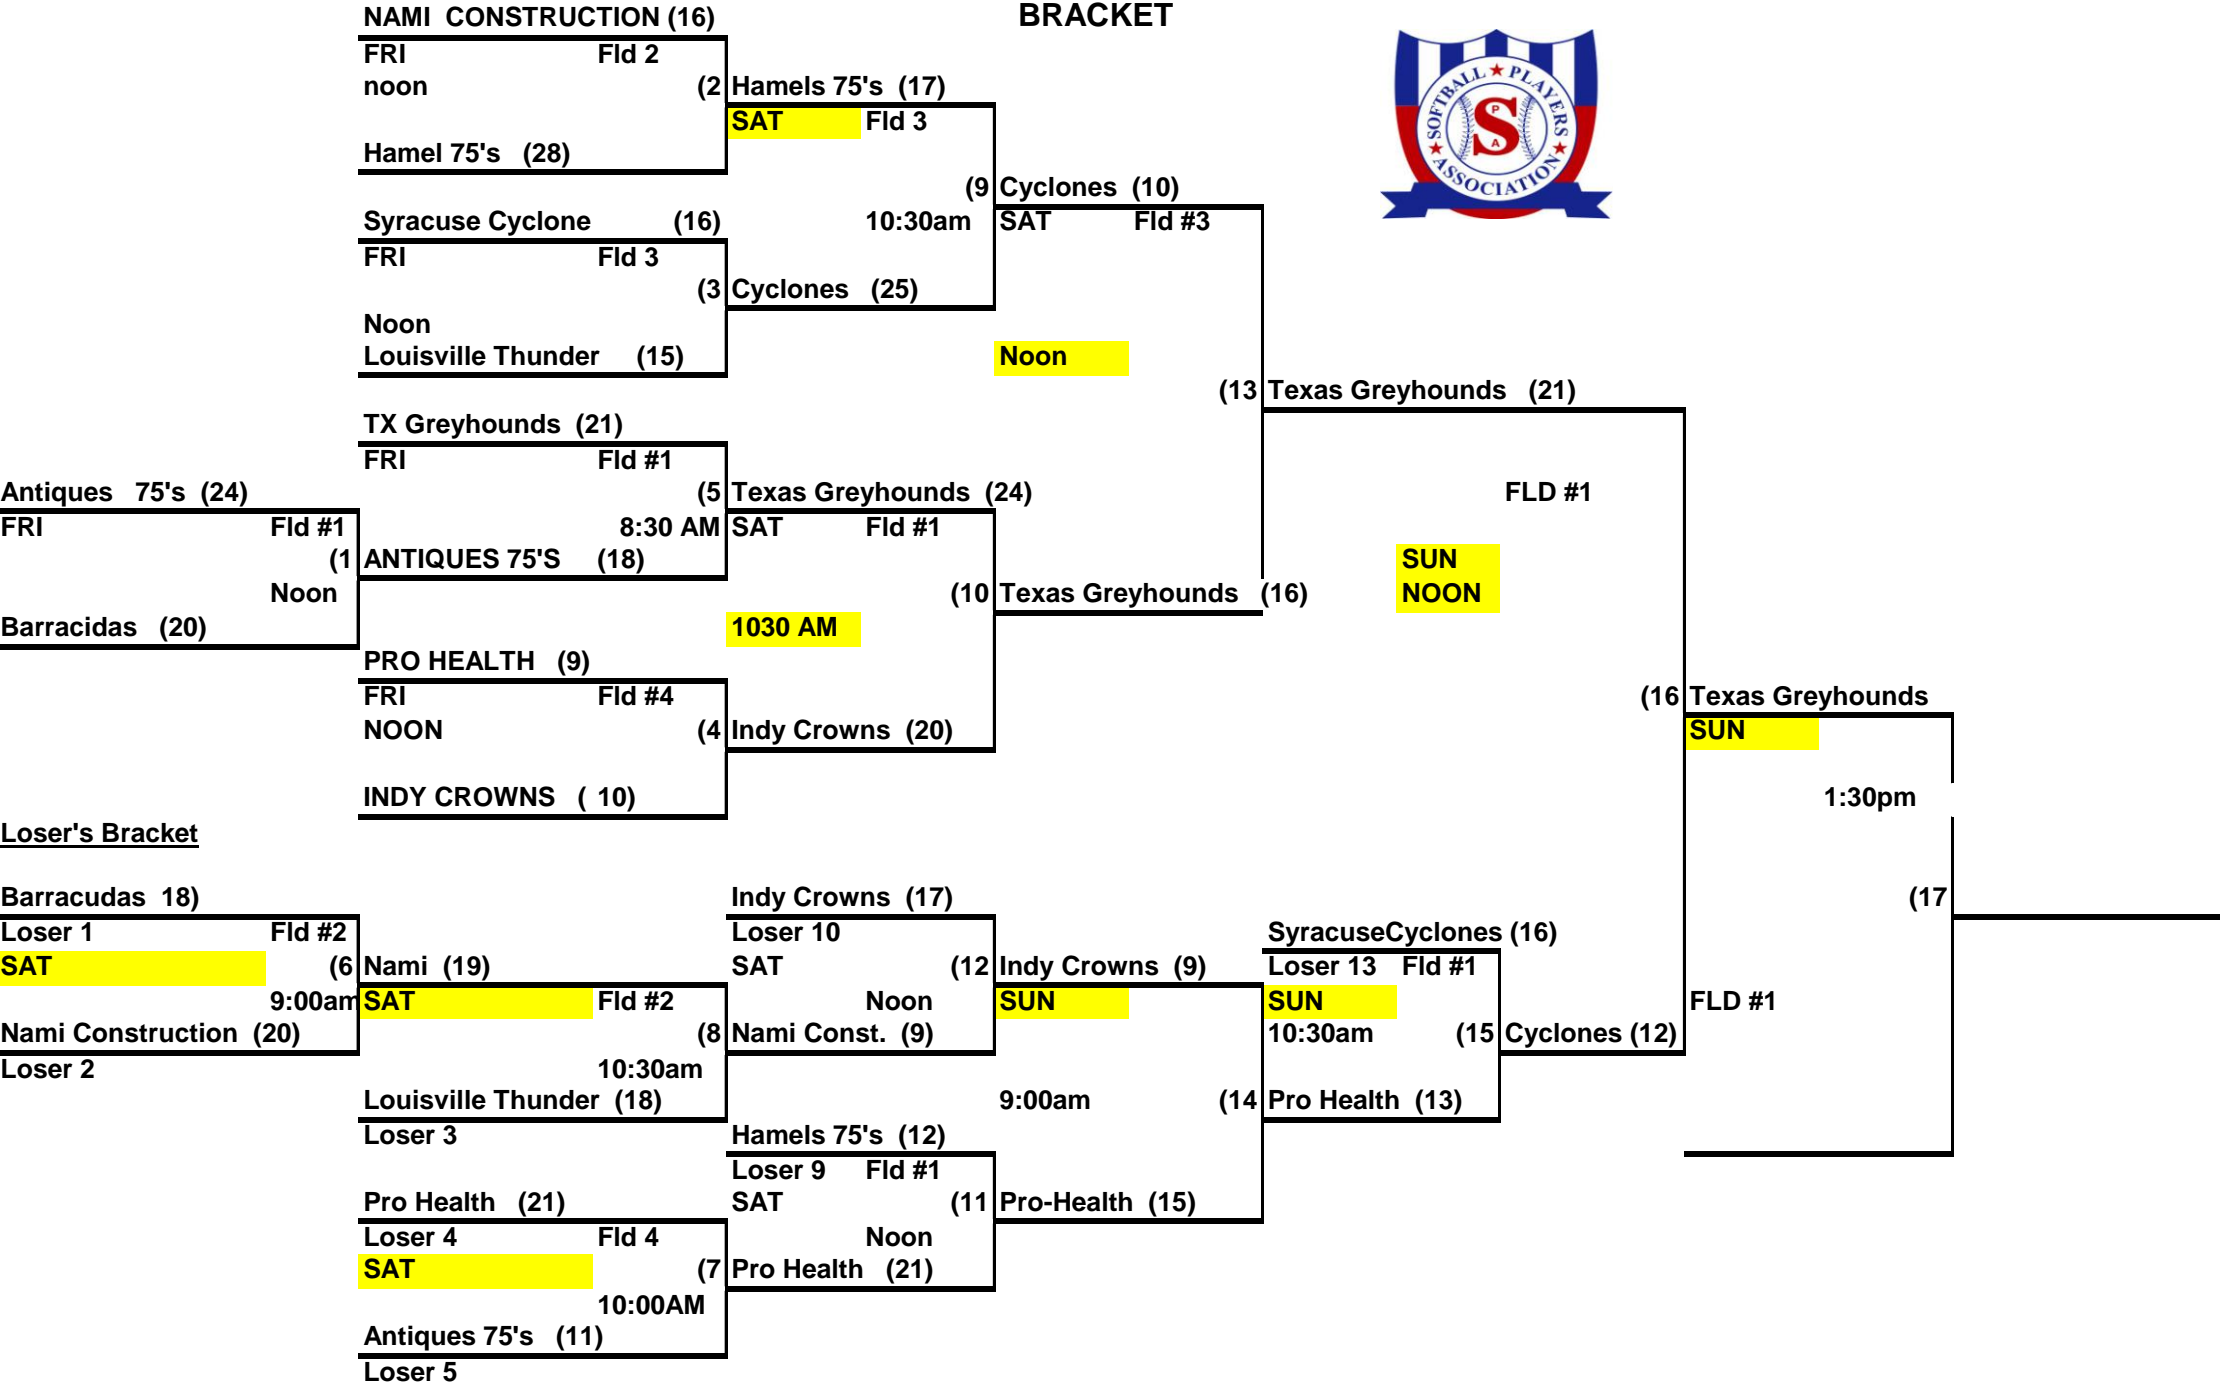 NAMI  CONSTRUCTION (16)  BRACKET
FRI  Fld 2
noon  (2  Hamels 75's  (17)
SAT  Fld 3
SOFTBALL ★ PLAYERS ★ ASSOCIATION ★
P
S
A
Hamel 75's  (28)
(9  Cyclones  (10)
Syracuse Cyclone  (16)  10:30am  SAT  Fld #3
FRI  Fld 3
(3  Cyclones  (25)
Noon
Louisville Thunder  (15)  Noon
(13  Texas Greyhounds  (21)
TX Greyhounds  (21)
FRI  Fld #1
Antiques  75's  (24)  (5  Texas Greyhounds  (24)  FLD #1
FRI  Fld #1  8:30 AM  SAT  Fld #1
(1  ANTIQUES 75'S  (18)  SUN
Noon  (10  Texas Greyhounds  (16)  NOON
Barracidas  (20)  1030 AM
PRO HEALTH  (9)
FRI  Fld #4  (16  Texas Greyhounds
NOON  (4  Indy Crowns  (20)  SUN
INDY CROWNS  ( 10)  1:30pm
Loser's Bracket
Barracudas  18)  Indy Crowns  (17)  (17
Loser 1  Fld #2  Loser 10  SyracuseCyclones (16)
SAT  (6  Nami  (19)  SAT  (12  Indy Crowns  (9)  Loser 13  Fld #1
9:00am  SAT  Fld #2  Noon  SUN  SUN  FLD #1
Nami Construction  (20)  (8  Nami Const.  (9)  10:30am  (15  Cyclones (12)
Loser 2  10:30am
Louisville Thunder  (18)  9:00am  (14  Pro Health  (13)
Loser 3  Hamels 75's  (12)
Loser 9  Fld #1
Pro Health  (21)  SAT  (11  Pro-Health  (15)
Loser 4  Fld 4  Noon
SAT  (7  Pro Health  (21)
10:00AM
Antiques 75's  (11)
Loser 5